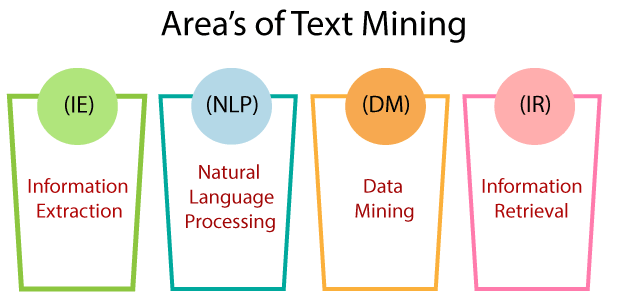 Area's of Text Mining
(IE)
(NLP)
(DM)
(IR)
Information
Extraction
Natural
Language
Processing
Data
Mining
Information
Retrieval